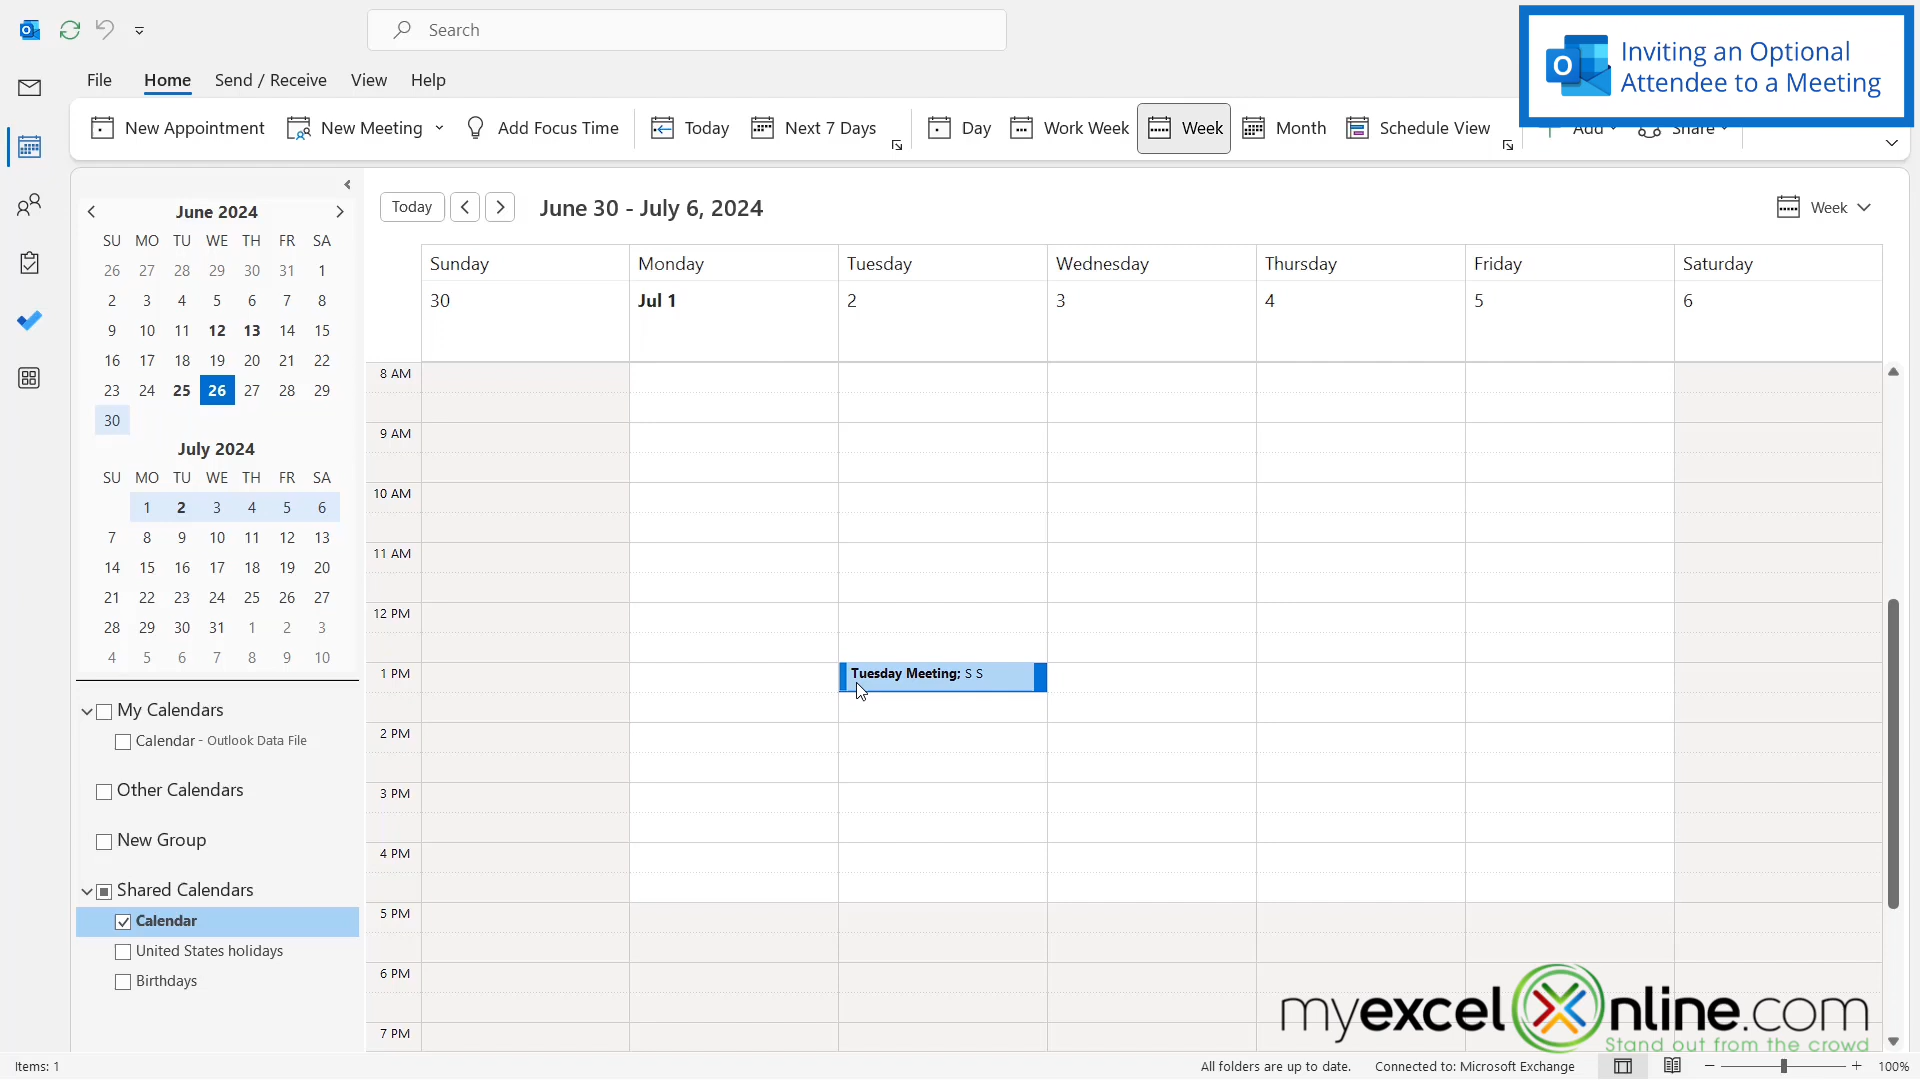 Search
Inviting an Optional
Attendee to a Meeting
File Home Send / Receive View Help
New Appointment New Meeting Add Focus Time Today Next 7 Days Day Work Week Week Month Schedule View Add Share
June 2024
SU MO TU WE TH FR SA
26 27 28 29 30 31 1
2 3 4 5 6 7 8
9 10 11 12 13 14 15
16 17 18 19 20 21 22
23 24 25 26 27 28 29
30
July 2024
SU MO TU WE TH FR SA
1 2 3 4 5 6
7 8 9 10 11 12 13
14 15 16 17 18 19 20
21 22 23 24 25 26 27
28 29 30 31 1 2 3
4 5 6 7 8 9 10
My Calendars
Calendar - Outlook Data File
Other Calendars
New Group
Shared Calendars
Calendar
United States holidays
Birthdays
Today June 30 - July 6, 2024 Week
Sunday Monday Tuesday Wednesday Thursday Friday Saturday
30 Jul 1 2 3 4 5 6
8 AM
9 AM
10 AM
11 AM
12 PM
1 PM Tuesday Meeting; S S
2 PM
3 PM
4 PM
5 PM
6 PM
7 PM
myexcelonline.com
Stand out from the crowd
Items: 1 All folders are up to date. Connected to: Microsoft Exchange 100%